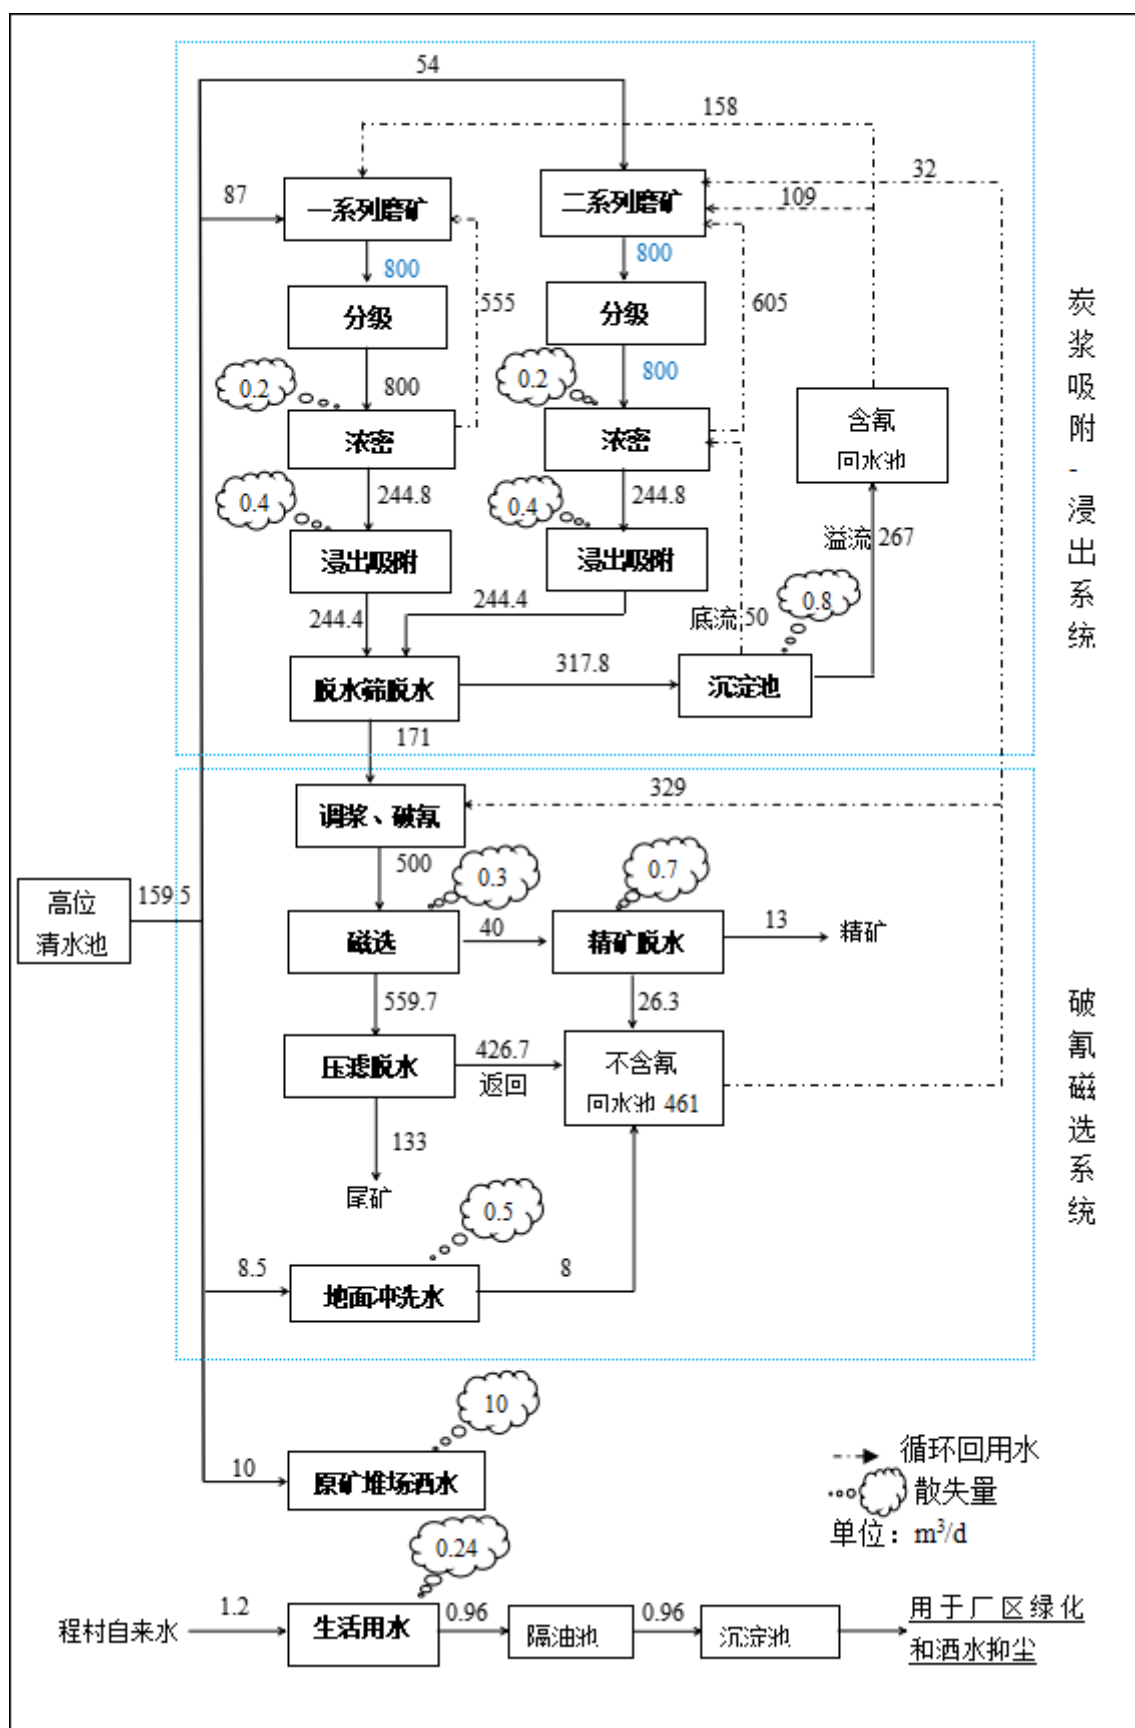 54
158
32
87
一系列磨矿
二系列磨矿
109
800
800
555
605
分级
分级
0.2
800
0.2
800
浓密
浓密
含氰
回水池
0.4
244.8
0.4
244.8
溢流 267
浸出吸附
浸出吸附
244.4
244.4
底流 50
0.8
脱水筛脱水
317.8
沉淀池
171
炭浆吸附-浸出系统
329
调浆、破氰
500
0.3
0.7
高位
清水池
159.5
磁选
40
精矿脱水
13
精矿
559.7
26.3
压滤脱水
426.7
返回
不含氰
回水池 461
133
尾矿
0.5
8.5
地面冲洗水
8
破氰磁选系统
10
10
原矿堆场洒水
循环回用水
散失量
单位：m³/d
0.24
程村自来水
1.2
生活用水
0.96
隔油池
0.96
沉淀池
用于厂区绿化
和洒水抑尘